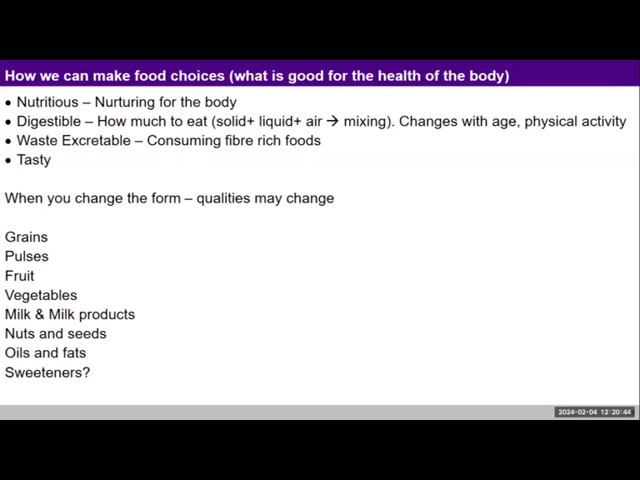 How we can make food choices (what is good for the health of the body)
• Nutritious – Nurturing for the body
• Digestible – How much to eat (solid+ liquid+ air → mixing). Changes with age, physical activity
• Waste Excretable – Consuming fibre rich foods
• Tasty
When you change the form – qualities may change
Grains
Pulses
Fruit
Vegetables
Milk & Milk products
Nuts and seeds
Oils and fats
Sweeteners?
2024-02-04 12:20:44